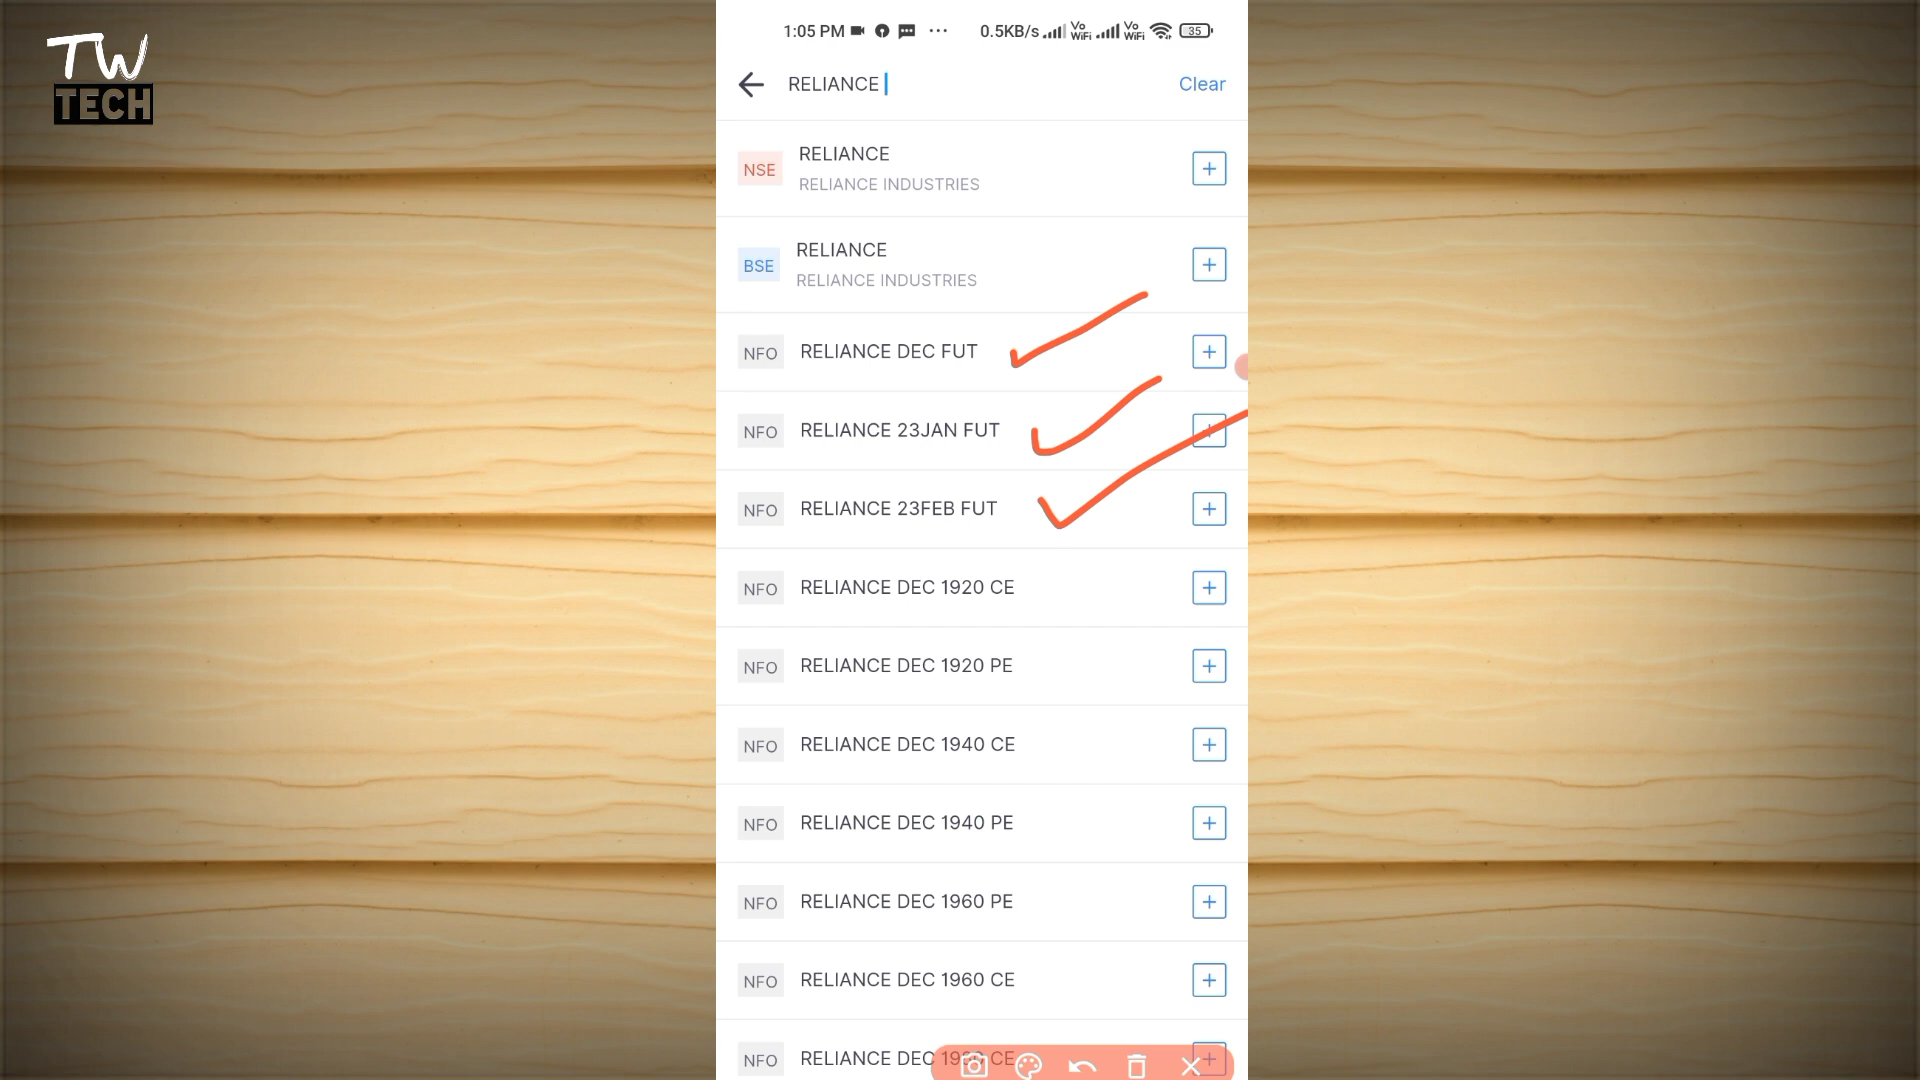 TW
TECH
1:05 PM 0.5KB/s Vo WiFi Vo WiFi 35
RELIANCE Clear
NSE RELIANCE
RELIANCE INDUSTRIES
BSE RELIANCE
RELIANCE INDUSTRIES
NFO RELIANCE DEC FUT
NFO RELIANCE 23JAN FUT
NFO RELIANCE 23FEB FUT
NFO RELIANCE DEC 1920 CE
NFO RELIANCE DEC 1920 PE
NFO RELIANCE DEC 1940 CE
NFO RELIANCE DEC 1940 PE
NFO RELIANCE DEC 1960 PE
NFO RELIANCE DEC 1960 CE
NFO RELIANCE DEC CE